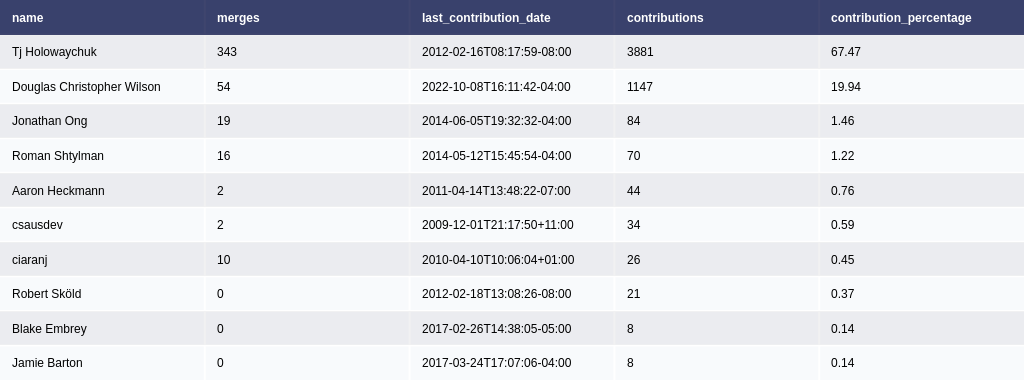 name merges last_contribution_date contributions contribution_percentage
Tj Holowaychuk 343 2012-02-16T08:17:59-08:00 3881 67.47
Douglas Christopher Wilson 54 2022-10-08T16:11:42-04:00 1147 19.94
Jonathan Ong 19 2014-06-05T19:32:32-04:00 84 1.46
Roman Shtylman 16 2014-05-12T15:45:54-04:00 70 1.22
Aaron Heckmann 2 2011-04-14T13:48:22-07:00 44 0.76
csausdev 2 2009-12-01T21:17:50+11:00 34 0.59
ciaranj 10 2010-04-10T10:06:04+01:00 26 0.45
Robert Sköld 0 2012-02-18T13:08:26-08:00 21 0.37
Blake Embrey 0 2017-02-26T14:38:05-05:00 8 0.14
Jamie Barton 0 2017-03-24T17:07:06-04:00 8 0.14